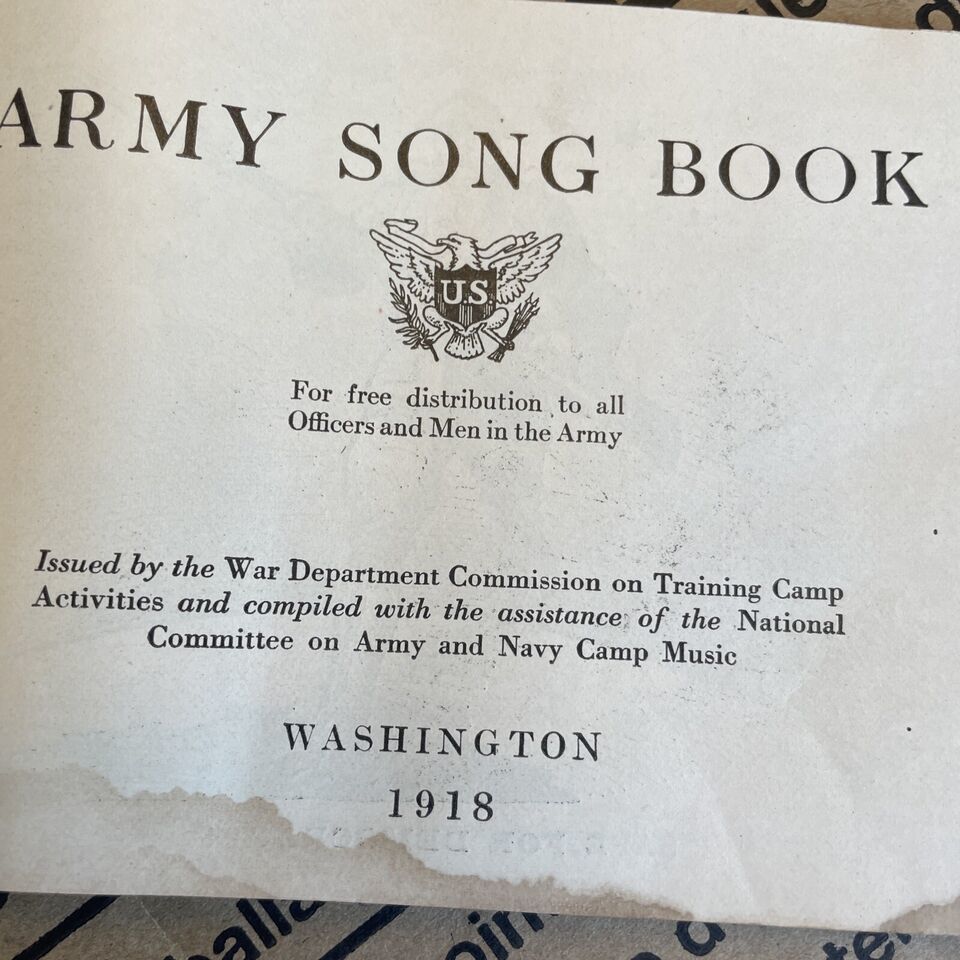 ARMY SONG BOOK
U.S.
For free distribution to all
Officers and Men in the Army
Issued by the War Department Commission on Training Camp
Activities and compiled with the assistance of the National
Committee on Army and Navy Camp Music
WASHINGTON
1918